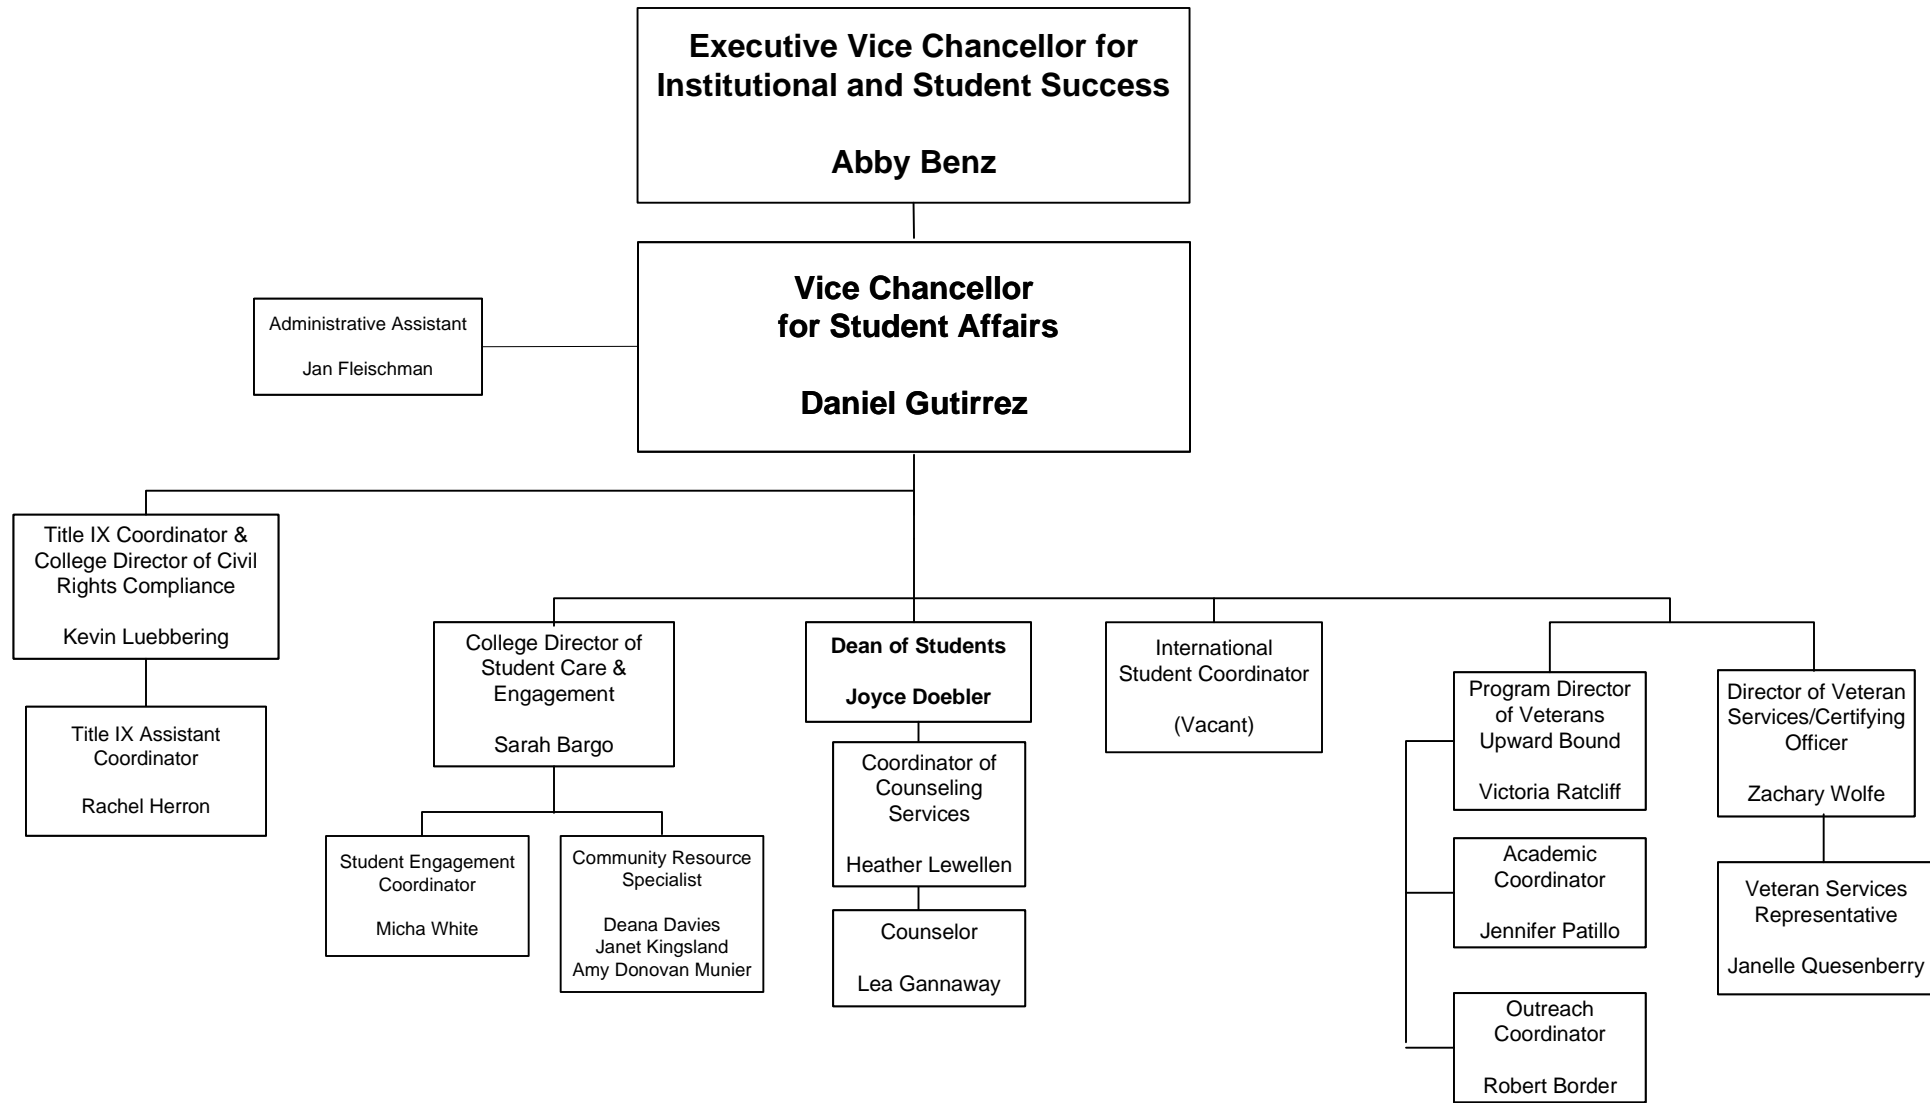 Executive Vice Chancellor for
Institutional and Student Success
Abby Benz
Vice Chancellor
for Student Affairs
Daniel Gutirrez
Administrative Assistant
Jan Fleischman
Title IX Coordinator &
College Director of Civil
Rights Compliance
Kevin Luebbering
Title IX Assistant
Coordinator
Rachel Herron
College Director of
Student Care &
Engagement
Sarah Bargo
Student Engagement
Coordinator
Micha White
Community Resource
Specialist
Deana Davies
Janet Kingsland
Amy Donovan Munier
Dean of Students
Joyce Doebler
Coordinator of
Counseling
Services
Heather Lewellen
Counselor
Lea Gannaway
International
Student Coordinator
(Vacant)
Program Director
of Veterans
Upward Bound
Victoria Ratcliff
Academic
Coordinator
Jennifer Patillo
Outreach
Coordinator
Robert Border
Director of Veteran
Services/Certifying
Officer
Zachary Wolfe
Veteran Services
Representative
Janelle Quesenberry